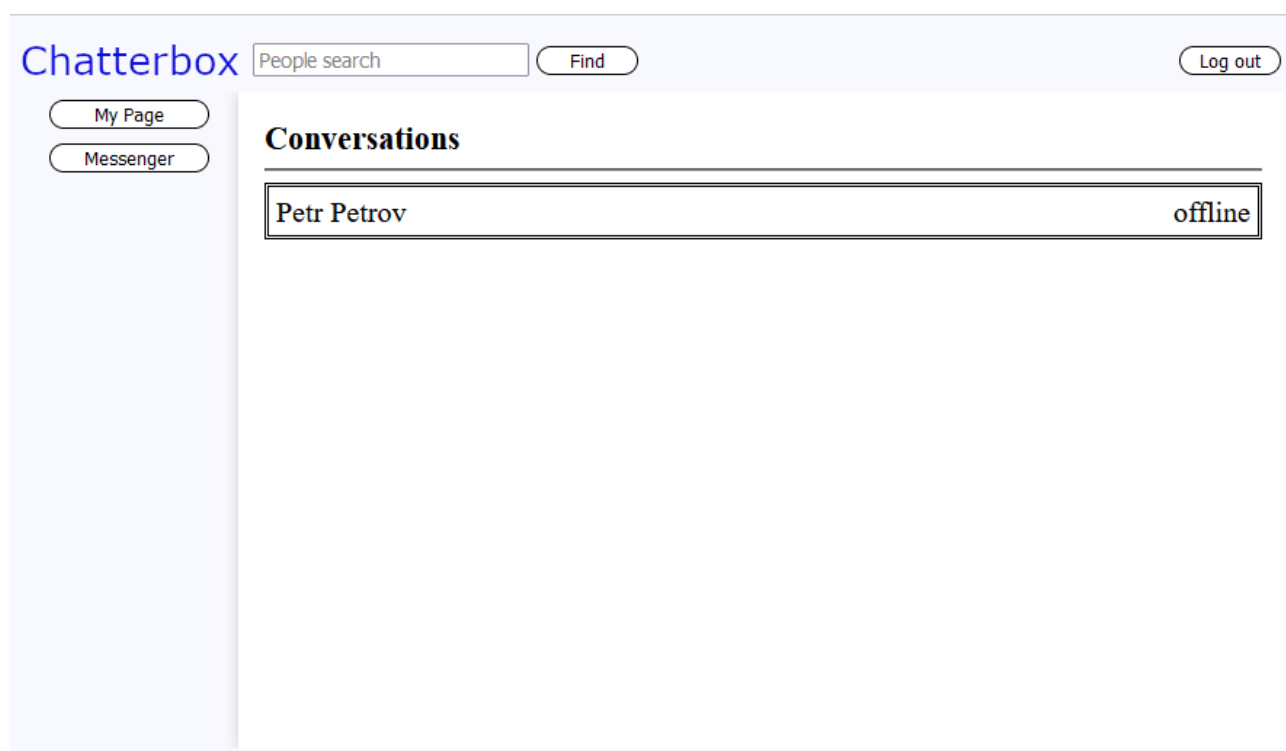 Chatterbox People search Find Log out
My Page
Messenger
Conversations
Petr Petrov offline